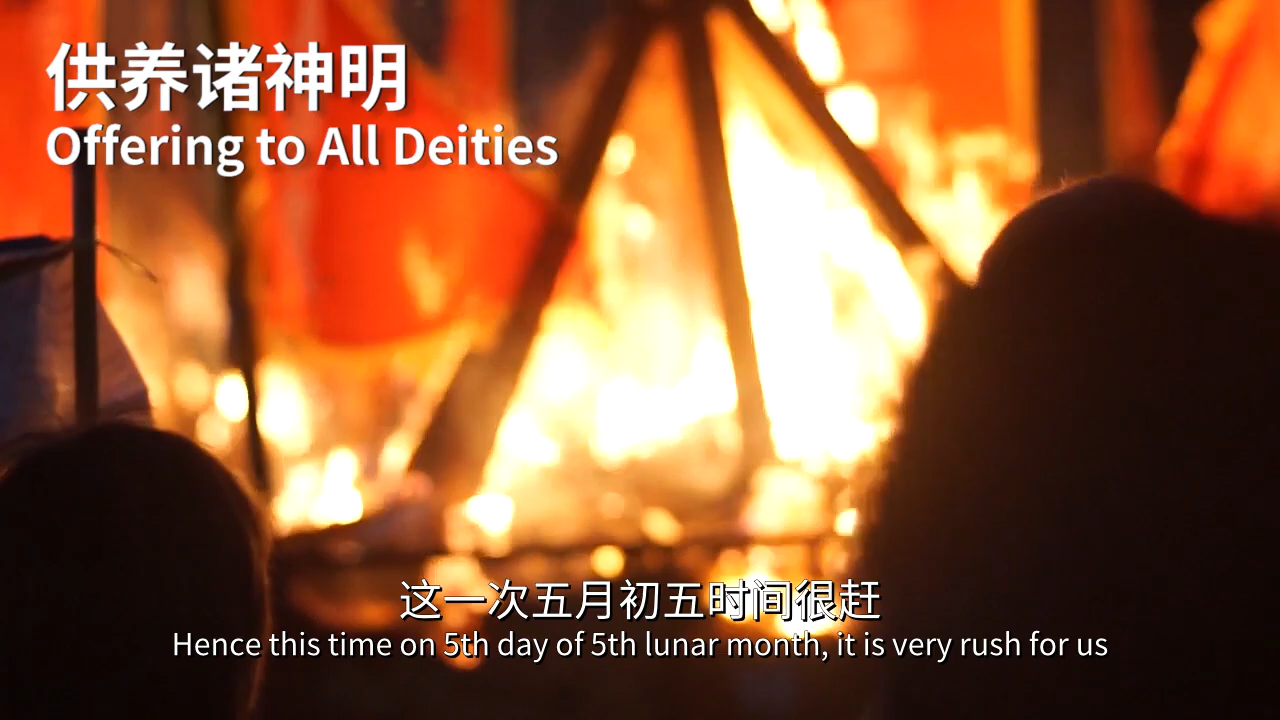 供养诸神明
Offering to All Deities
这一次五月初五时间很赶
Hence this time on 5th day of 5th lunar month, it is very rush for us